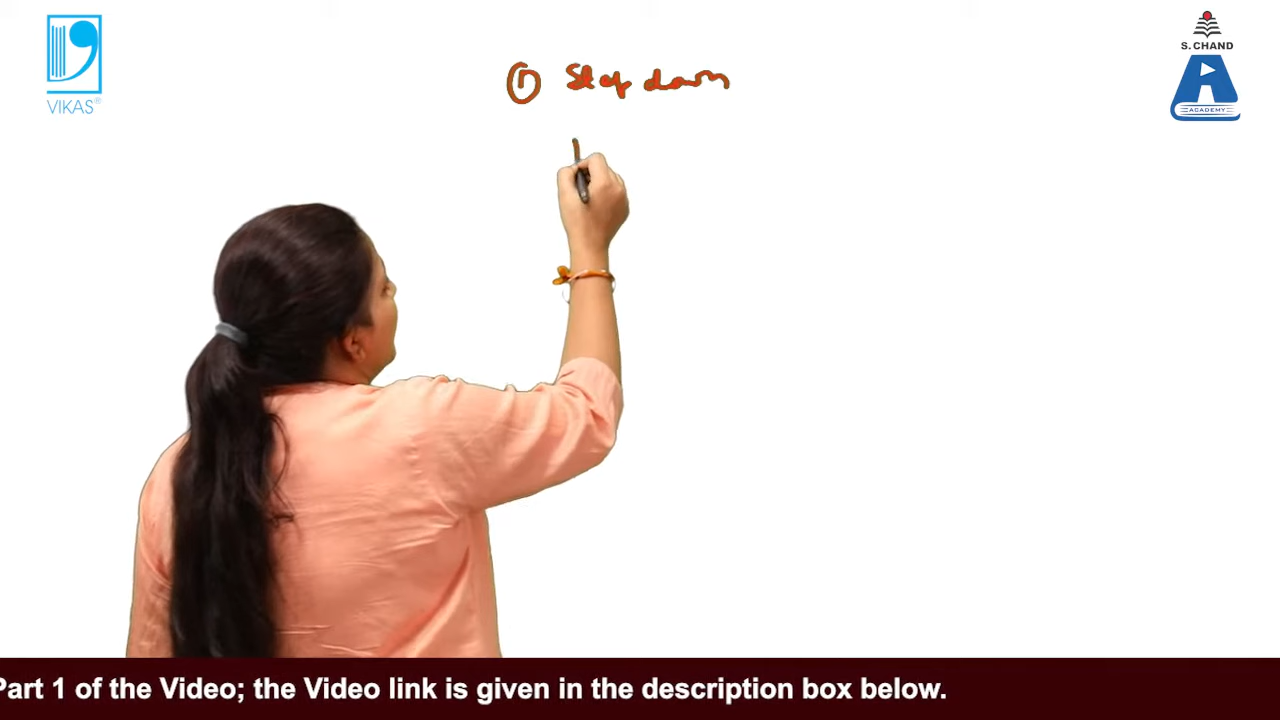 VIKAS®
S. CHAND
ACADEMY
① Step down
Part 1 of the Video; the Video link is given in the description box below.